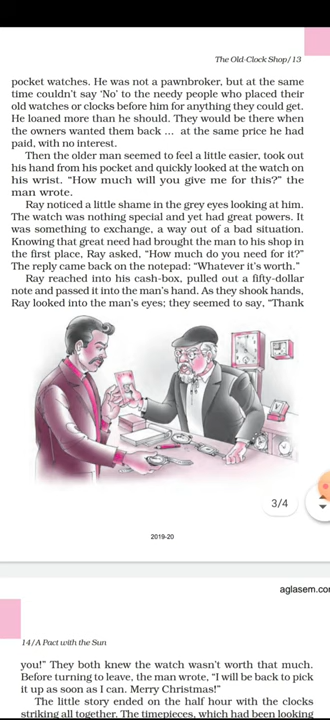 The Old-Clock Shop/13
pocket watches. He was not a pawnbroker, but at the same
time couldn't say 'No' to the needy people who placed their
old watches or clocks before him for anything they could get.
He loaned more than he should. They would be there when
the owners wanted them back ... at the same price he had
paid, with no interest.
Then the older man seemed to feel a little easier, took out
his hand from his pocket and quickly looked at the watch on
his wrist. “How much will you give me for this?” the
man wrote.
Ray noticed a little shame in the grey eyes looking at him.
The watch was nothing special and yet had great powers. It
was something to exchange, a way out of a bad situation.
Knowing that great need had brought the man to his shop in
the first place, Ray asked, “How much do you need for it?”
The reply came back on the notepad: “Whatever it's worth.”
Ray reached into his cash-box, pulled out a fifty-dollar
note and passed it into the man's hand. As they shook hands,
Ray looked into the man's eyes; they seemed to say, “Thank
3/4
2019-20
aglasem.co
14/A Pact with the Sun
you!” They both knew the watch wasn't worth that much.
Before turning to leave, the man wrote, “I will be back to pick
it up as soon as I can. Merry Christmas!”
The little story ended on the half hour with the clocks
striking all together. The timepieces, which had been looking